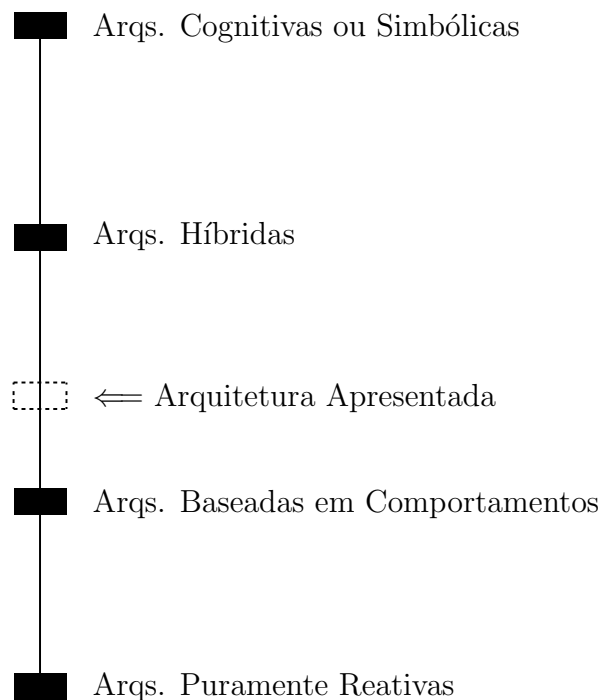 Arqs. Cognitivas ou Simbólicas
Arqs. Híbridas
⟸ Arquitetura Apresentada
Arqs. Baseadas em Comportamentos
Arqs. Puramente Reativas